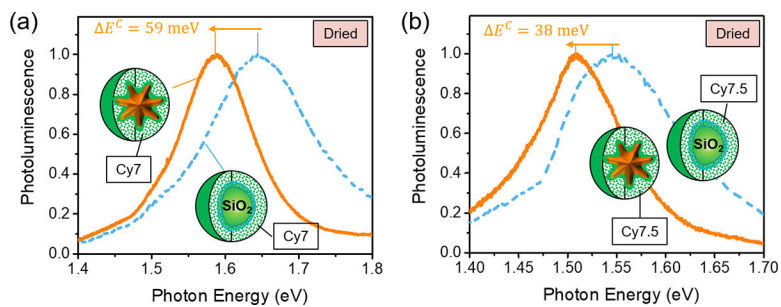 (a)
ΔE^C = 59 meV
Dried
Photoluminescence
1.0
0.8
0.6
0.4
0.2
0.0
Cy7
SiO₂
Cy7
1.4 1.5 1.6 1.7 1.8
Photon Energy (eV)
(b)
ΔE^C = 38 meV
Dried
Photoluminescence
1.0
0.8
0.6
0.4
0.2
0.0
Cy7.5
SiO₂
Cy7.5
1.40 1.45 1.50 1.55 1.60 1.65 1.70
Photon Energy (eV)